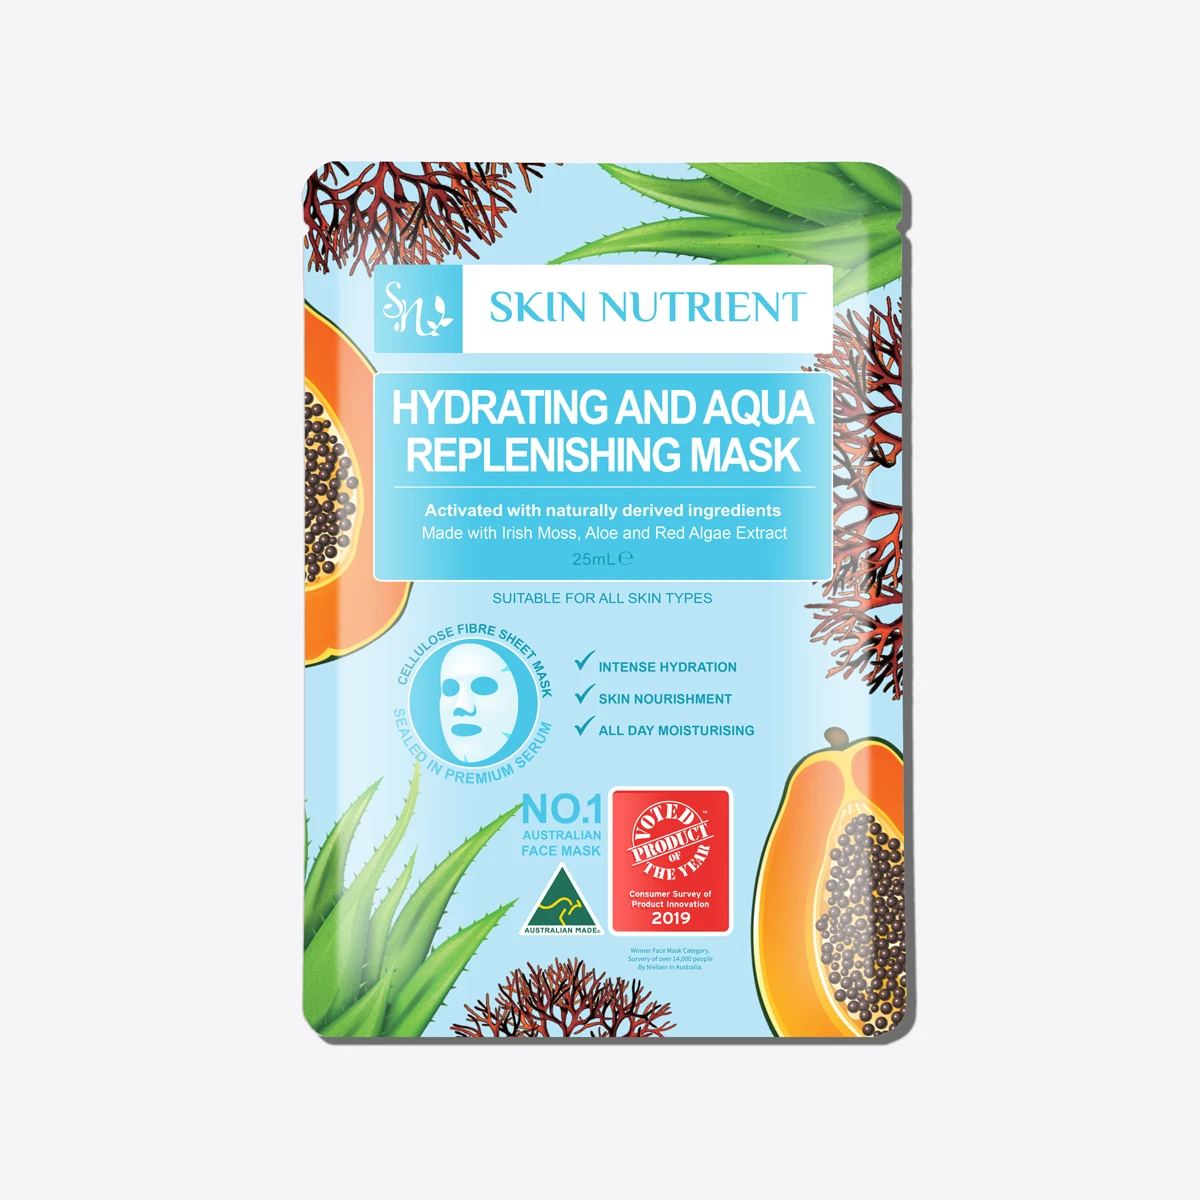 SN
SKIN NUTRIENT
HYDRATING AND AQUA
REPLENISHING MASK
Activated with naturally derived ingredients
Made with Irish Moss, Aloe and Red Algae Extract
25mL ℮
SUITABLE FOR ALL SKIN TYPES
CELLULOSE FIBRE SHEET MASK
SEALED IN PREMIUM SERUM
INTENSE HYDRATION
SKIN NOURISHMENT
ALL DAY MOISTURISING
NO.1
AUSTRALIAN
FACE MASK
AUSTRALIAN MADE
VOTED
PRODUCT
OF
THE YEAR
™
Consumer Survey of
Product Innovation
2019
Winner Face Mask Category.
Survery of over 14,000 people
By Nielsen in Australia.